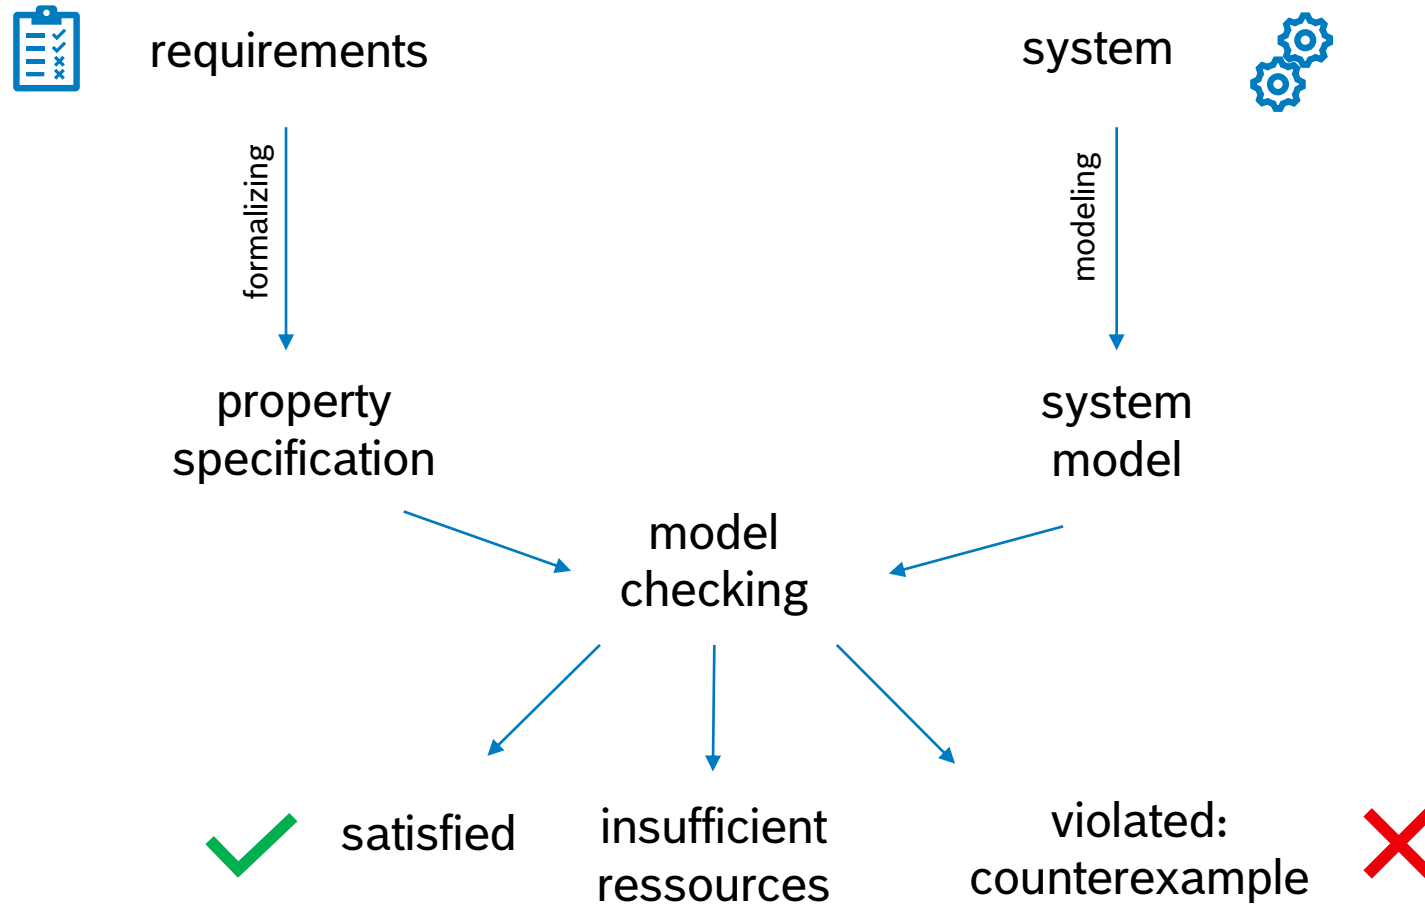 requirements
system
formalizing
modeling
property
specification
system
model
model
checking
satisfied
insufficient
ressources
violated:
counterexample